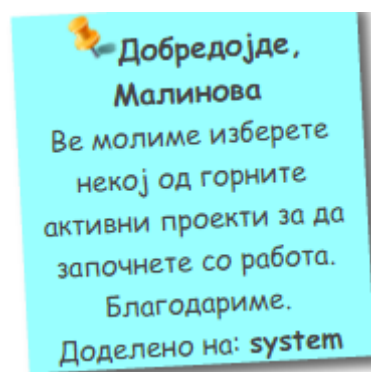 Добредојде,
Малинова
Ве молиме изберете
некој од горните
активни проекти за да
започнете со работа.
Благодариме.
Доделено на: system